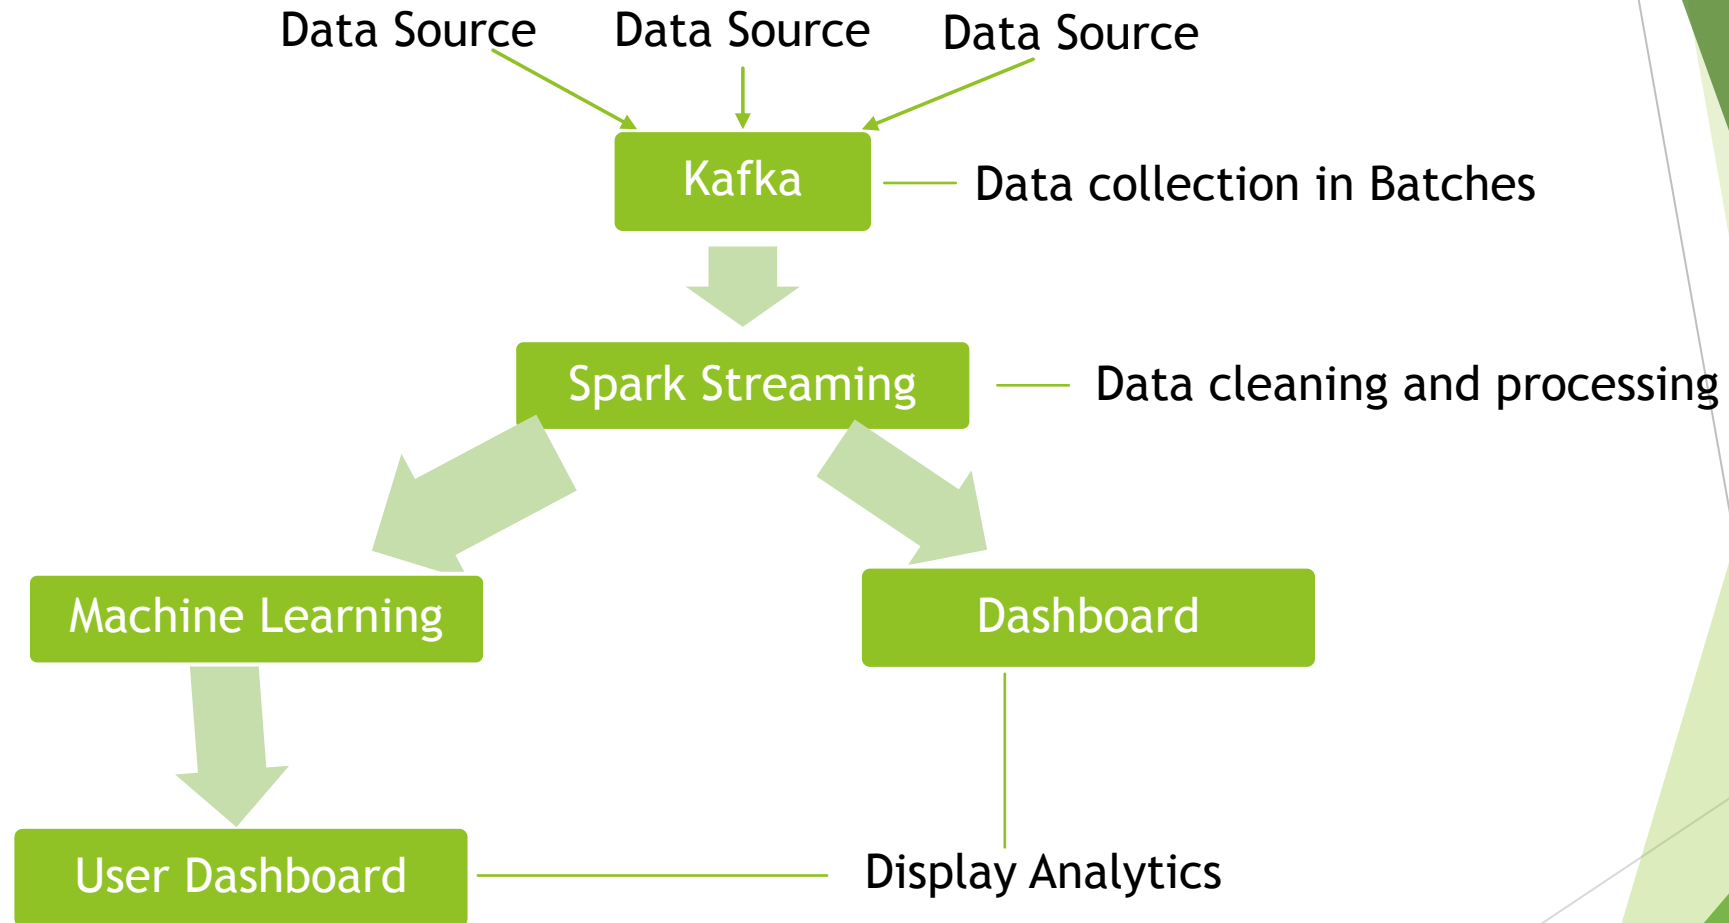 Data Source
Data Source
Data Source
Kafka
Data collection in Batches
Spark Streaming
Data cleaning and processing
Machine Learning
Dashboard
User Dashboard
Display Analytics